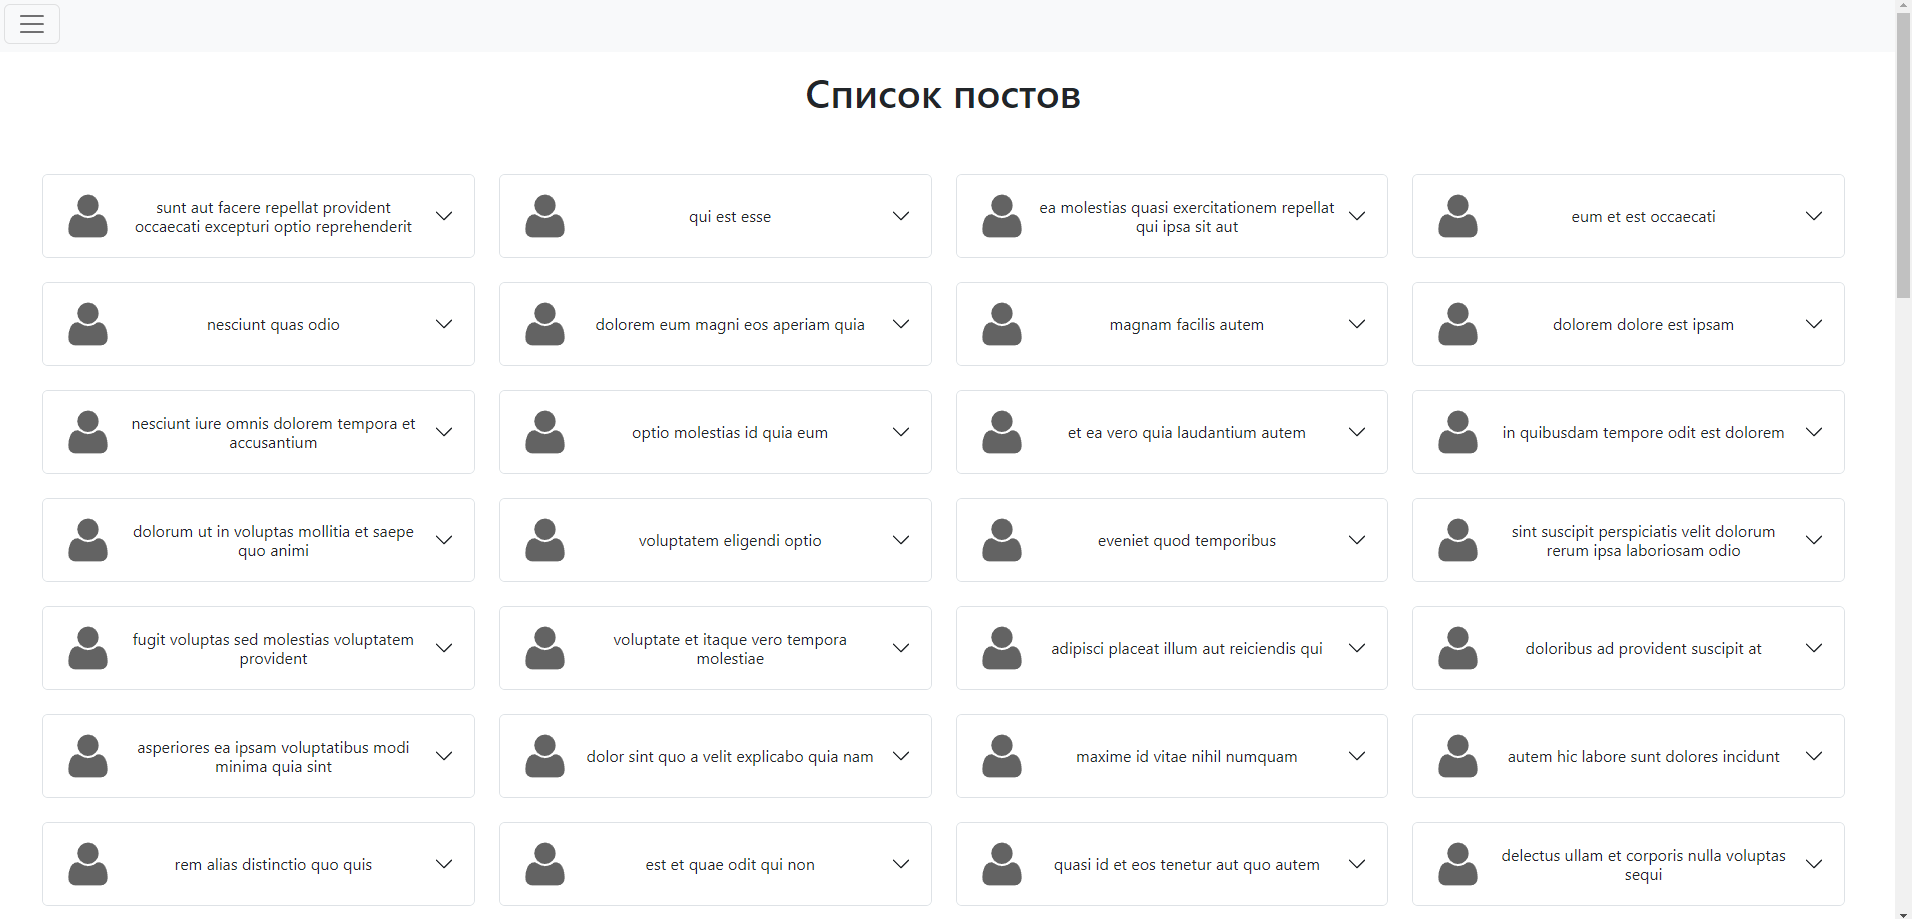 Список постов
sunt aut facere repellat provident
occaecati excepturi optio reprehenderit
qui est esse
ea molestias quasi exercitationem repellat
qui ipsa sit aut
eum et est occaecati
nesciunt quas odio
dolorem eum magni eos aperiam quia
magnam facilis autem
dolorem dolore est ipsam
nesciunt iure omnis dolorem tempora et
accusantium
optio molestias id quia eum
et ea vero quia laudantium autem
in quibusdam tempore odit est dolorem
dolorum ut in voluptas mollitia et saepe
quo animi
voluptatem eligendi optio
eveniet quod temporibus
sint suscipit perspiciatis velit dolorum
rerum ipsa laboriosam odio
fugit voluptas sed molestias voluptatem
provident
voluptate et itaque vero tempora
molestiae
adipisci placeat illum aut reiciendis qui
doloribus ad provident suscipit at
asperiores ea ipsam voluptatibus modi
minima quia sint
dolor sint quo a velit explicabo quia nam
maxime id vitae nihil numquam
autem hic labore sunt dolores incidunt
rem alias distinctio quo quis
est et quae odit qui non
quasi id et eos tenetur aut quo autem
delectus ullam et corporis nulla voluptas
sequi